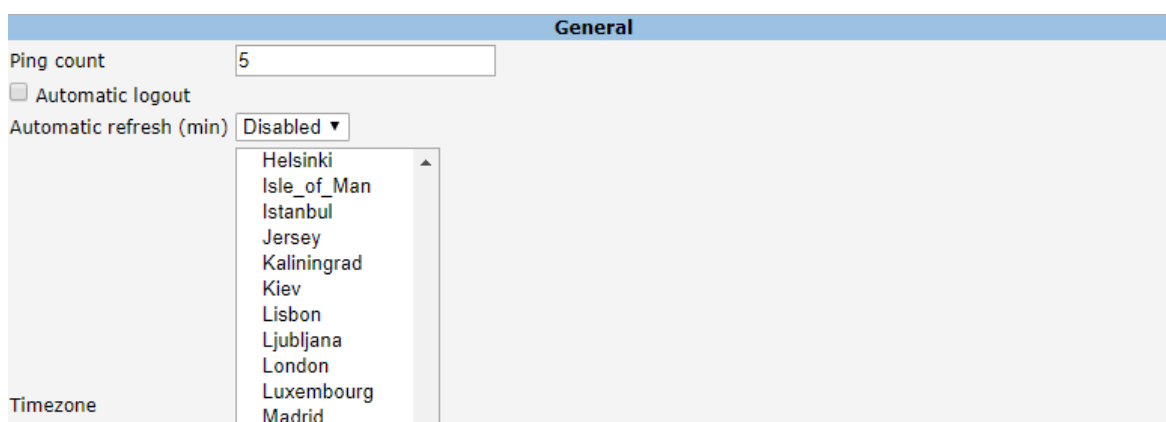 General
Ping count 5
Automatic logout
Automatic refresh (min) Disabled
Helsinki
Isle_of_Man
Istanbul
Jersey
Kaliningrad
Kiev
Lisbon
Ljubljana
London
Luxembourg
Timezone
Madrid